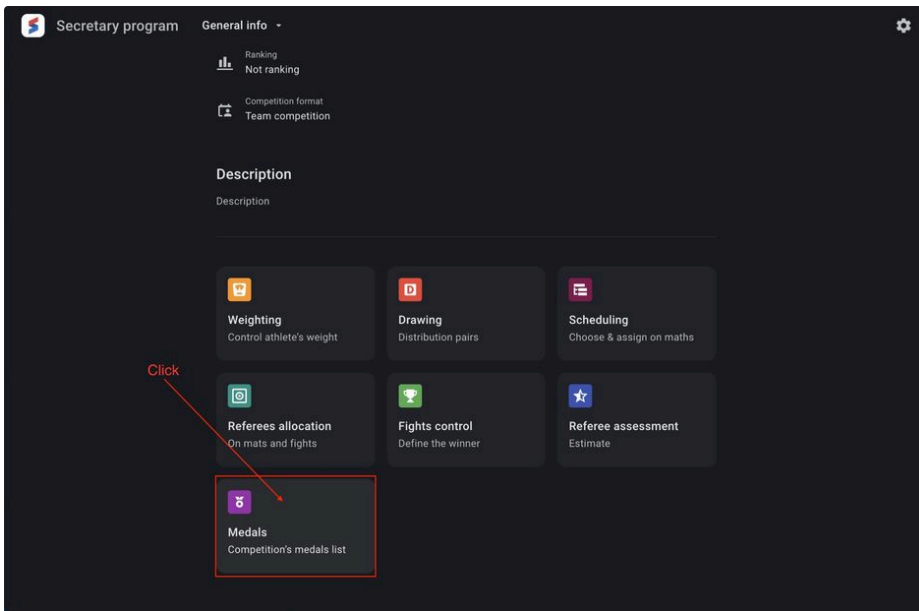 Secretary program
General info
Ranking
Not ranking
Competition format
Team competition
Description
Description
Weighting
Control athlete's weight
D
Drawing
Distribution pairs
Scheduling
Choose & assign on maths
Click
Referees allocation
On mats and fights
Fights control
Define the winner
Referee assessment
Estimate
Medals
Competition's medals list